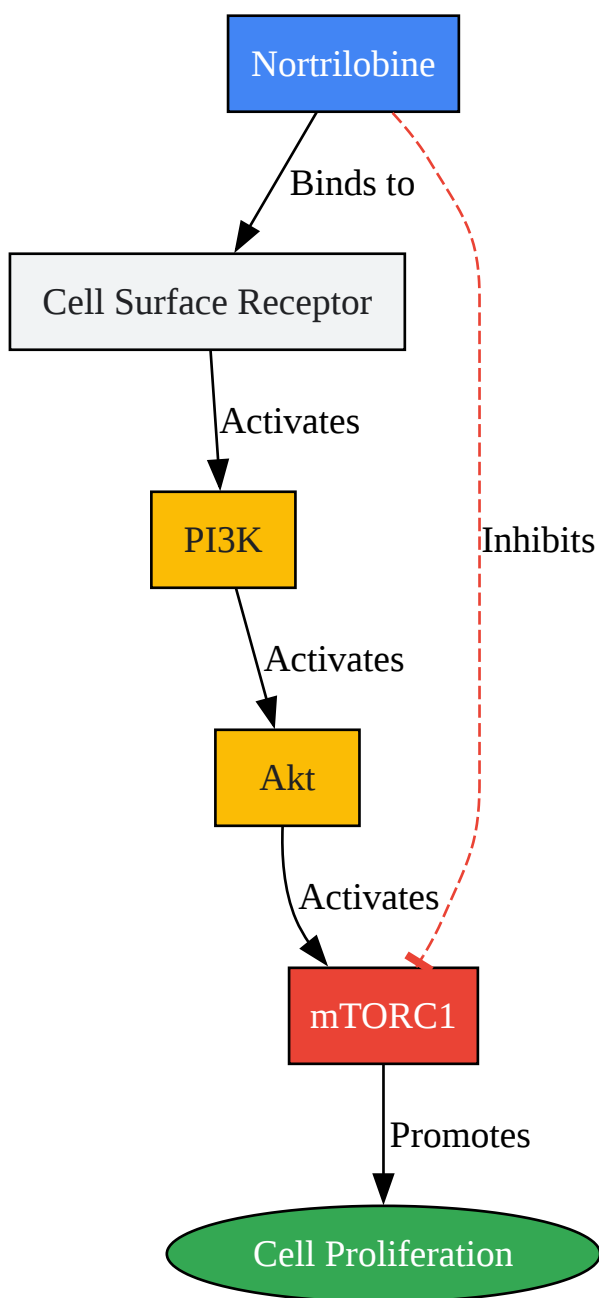 Nortrilobine
Binds to
Cell Surface Receptor
Activates
PI3K
Inhibits
Activates
Akt
Activates
mTORC1
Promotes
Cell Proliferation